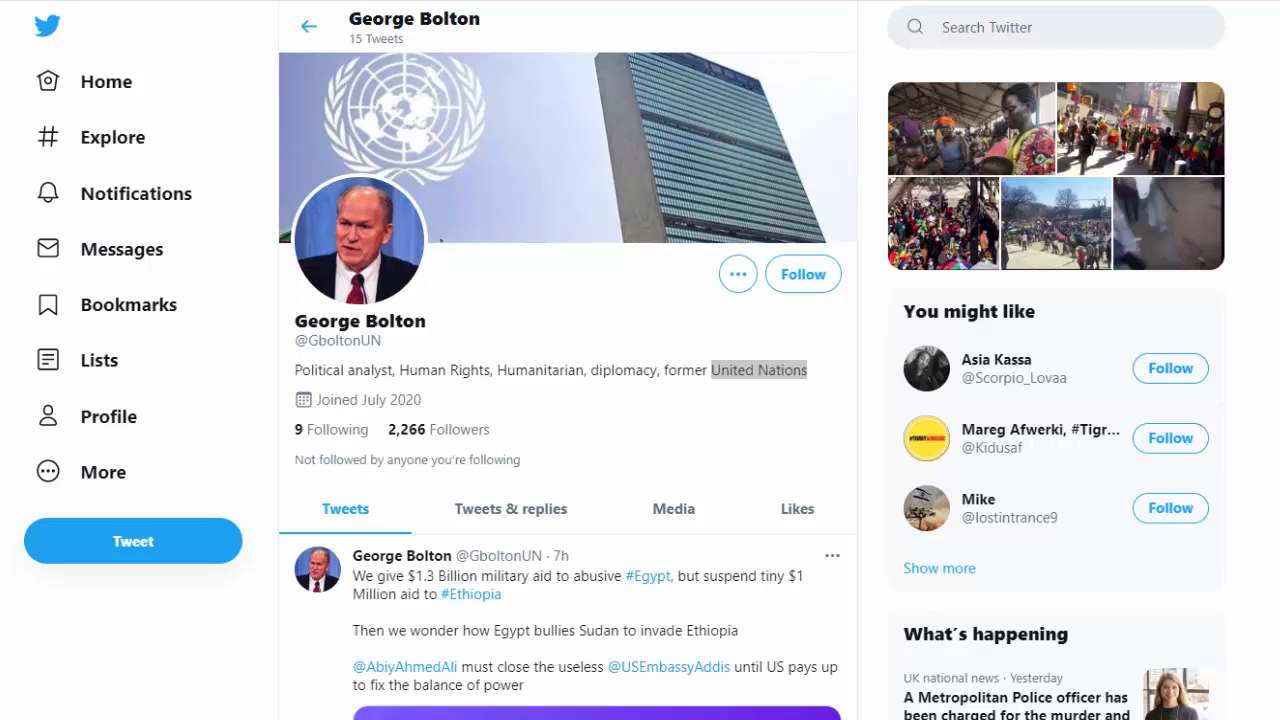 George Bolton
15 Tweets
Search Twitter
Home
Explore
Notifications
Messages
Bookmarks
Lists
Profile
More
Tweet
Follow
George Bolton
@GboltonUN
Political analyst, Human Rights, Humanitarian, diplomacy, former United Nations
Joined July 2020
9 Following 2,266 Followers
Not followed by anyone you're following
Tweets Tweets & replies Media Likes
George Bolton @GboltonUN · 7h
We give $1.3 Billion military aid to abusive #Egypt, but suspend tiny $1
Million aid to #Ethiopia
Then we wonder how Egypt bullies Sudan to invade Ethiopia
@AbiyAhmedAli must close the useless @USEmbassyAddis until US pays up
to fix the balance of power
You might like
Asia Kassa
@Scorpio_Lovaa
Follow
Mareg Afwerki, #Tigr...
@Kidusaf
Follow
Mike
@lostintrance9
Follow
Show more
What's happening
UK national news · Yesterday
A Metropolitan Police officer has
been charged for the murder and